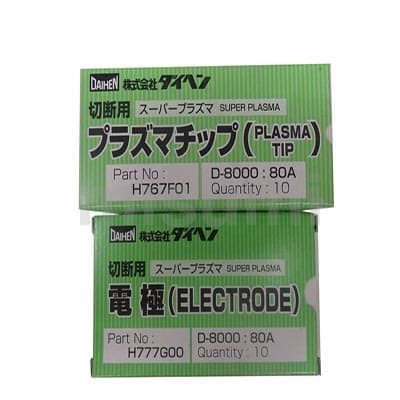 DAIHEN 株式会社 ダイヘン
切断用 スーパープラズマ SUPER PLASMA
プラズマチップ(PLASMA TIP)
Part No : D-8000 : 80A
H767F01 Quantity : 10
DAIHEN 株式会社 ダイヘン
切断用 スーパープラズマ SUPER PLASMA
電極(ELECTRODE)
Part No : D-8000 : 80A
H777G00 Quantity : 10